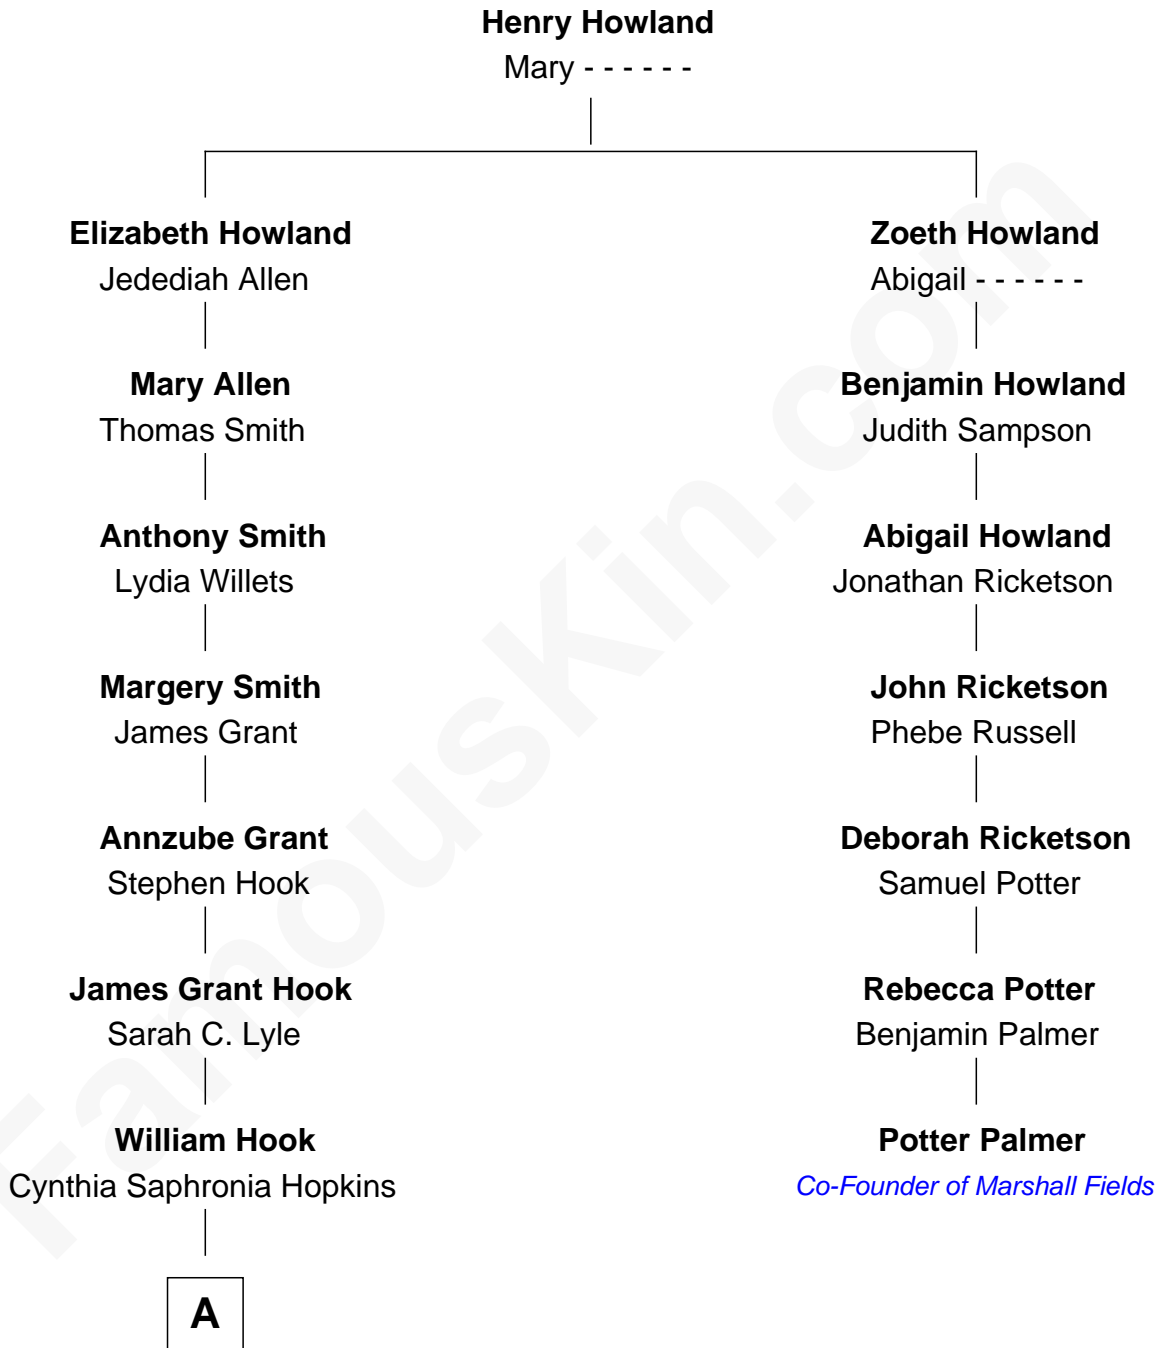 Henry Howland
Mary - - - - - -
Elizabeth Howland
Jedediah Allen
Mary Allen
Thomas Smith
Anthony Smith
Lydia Willets
Margery Smith
James Grant
Annzube Grant
Stephen Hook
James Grant Hook
Sarah C. Lyle
William Hook
Cynthia Saphronia Hopkins
A
Zoeth Howland
Abigail - - - - - -
Benjamin Howland
Judith Sampson
Abigail Howland
Jonathan Ricketson
John Ricketson
Phebe Russell
Deborah Ricketson
Samuel Potter
Rebecca Potter
Benjamin Palmer
Potter Palmer
Co-Founder of Marshall Fields
FamousKin.com